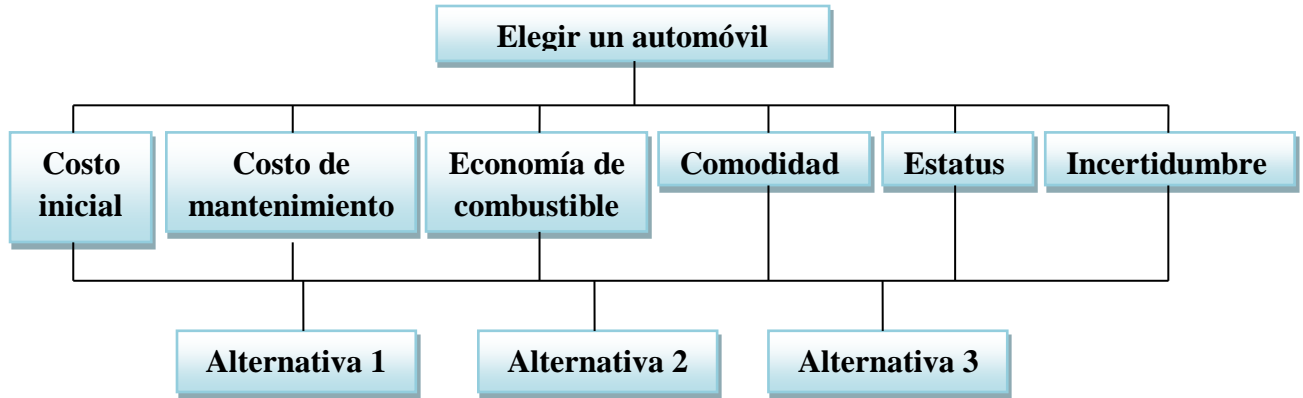 Elegir un automóvil
Costo
inicial
Costo de
mantenimiento
Economía de
combustible
Comodidad
Estatus
Incertidumbre
Alternativa 1
Alternativa 2
Alternativa 3